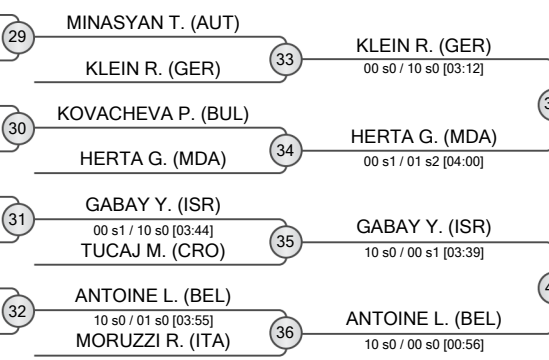 29
MINASYAN T. (AUT)
KLEIN R. (GER)
33
KLEIN R. (GER)
00 s0 / 10 s0 [03:12]
30
KOVACHEVA P. (BUL)
HERTA G. (MDA)
34
HERTA G. (MDA)
00 s1 / 01 s2 [04:00]
31
GABAY Y. (ISR)
00 s1 / 10 s0 [03:44]
TUCAJ M. (CRO)
35
GABAY Y. (ISR)
10 s0 / 00 s1 [03:39]
32
ANTOINE L. (BEL)
10 s0 / 01 s0 [03:55]
MORUZZI R. (ITA)
36
ANTOINE L. (BEL)
10 s0 / 00 s0 [00:56]